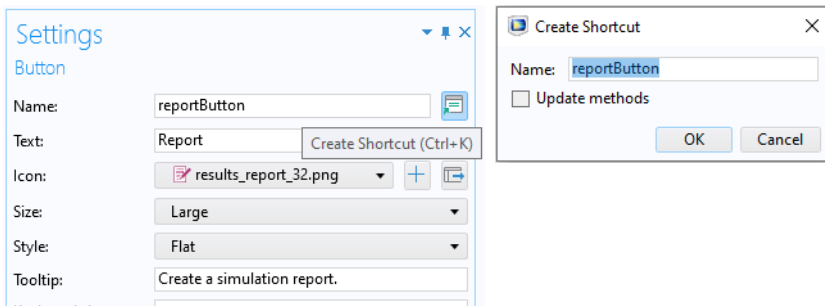 Settings
Button
Name: reportButton
Text: Report
Create Shortcut (Ctrl+K)
Icon: results_report_32.png
Size: Large
Style: Flat
Tooltip: Create a simulation report.
Create Shortcut
Name: reportButton
Update methods
OK Cancel